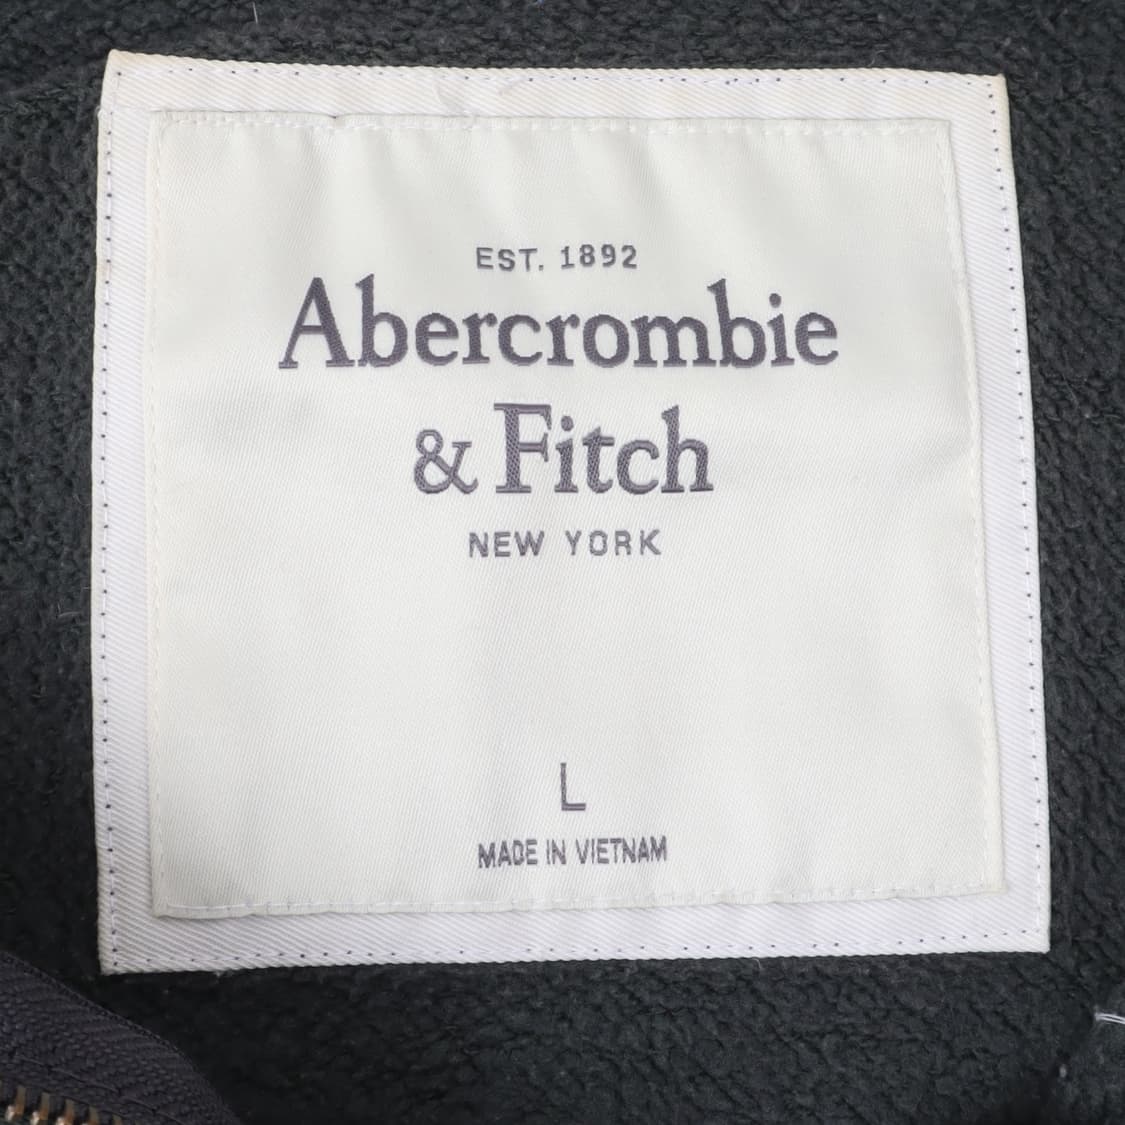 EST. 1892
Abercrombie
& Fitch
NEW YORK
L
MADE IN VIETNAM